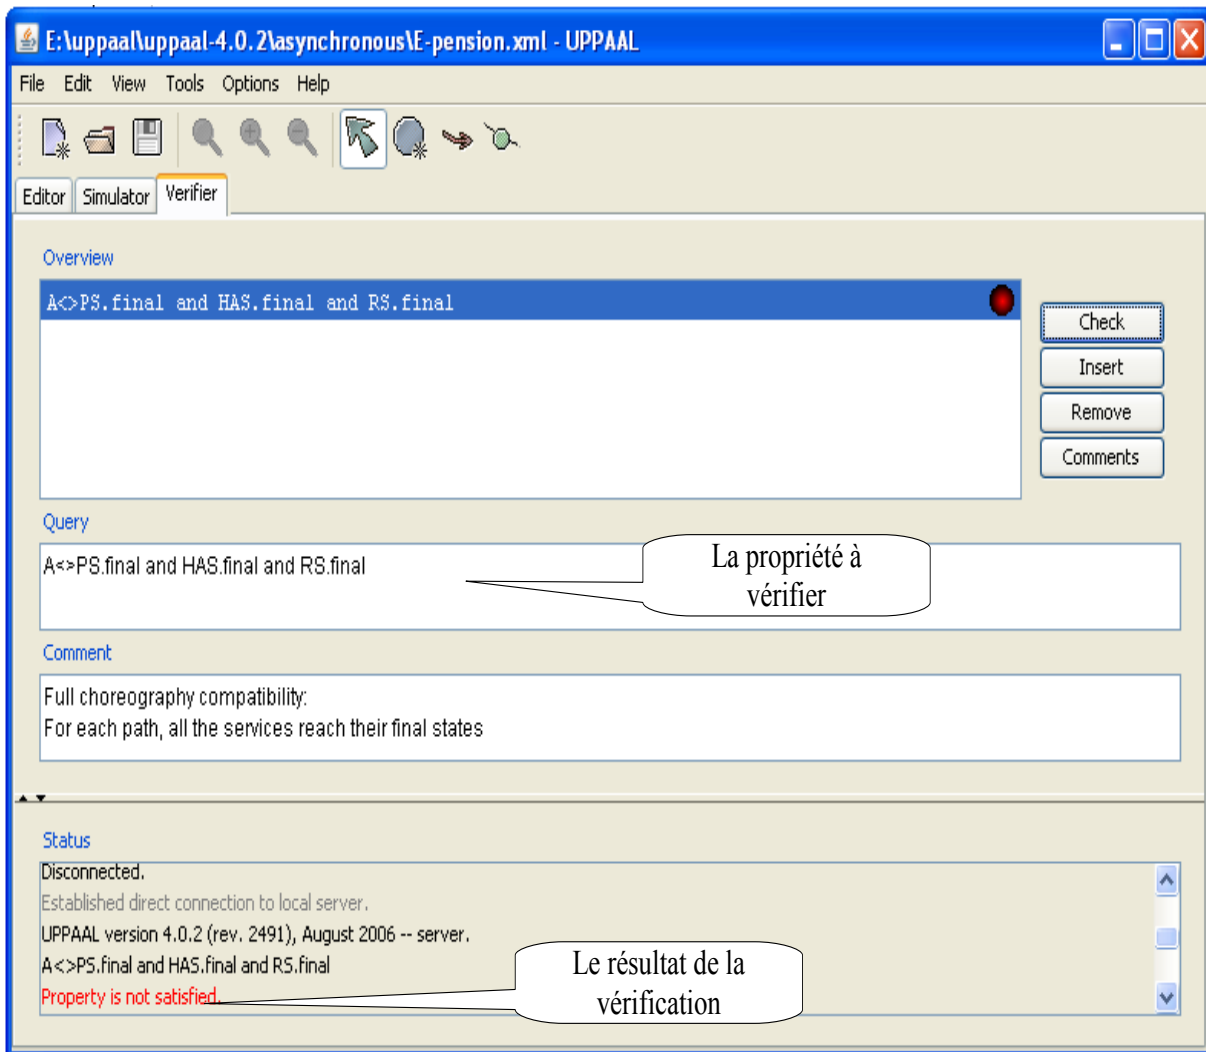 E:\uppaal\uppaal-4.0.2\asynchronous\E-pension.xml - UPPAAL
File Edit View Tools Options Help
Editor Simulator Verifier
Overview
A<>PS.final and HAS.final and RS.final
Check
Insert
Remove
Comments
Query
A<>PS.final and HAS.final and RS.final
La propriété à
vérifier
Comment
Full choreography compatibility:
For each path, all the services reach their final states
Status
Disconnected.
Established direct connection to local server.
UPPAAL version 4.0.2 (rev. 2491), August 2006 -- server.
A<>PS.final and HAS.final and RS.final
Property is not satisfied.
Le résultat de la
vérification